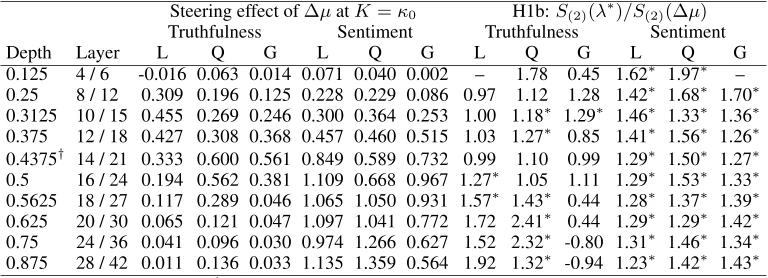 Steering effect of Δμ at K = κ₀ H1b: S₍₂₎(λ*)/S₍₂₎(Δμ)
Truthfulness Sentiment Truthfulness Sentiment
Depth Layer L Q G L Q G L Q G L Q G
0.125 4 / 6 -0.016 0.063 0.014 0.071 0.040 0.002 – 1.78 0.45 1.62* 1.97* –
0.25 8 / 12 0.309 0.196 0.125 0.228 0.229 0.086 0.97 1.12 1.28 1.42* 1.68* 1.70*
0.3125 10 / 15 0.455 0.269 0.246 0.300 0.364 0.253 1.00 1.18* 1.29* 1.46* 1.33* 1.36*
0.375 12 / 18 0.427 0.308 0.368 0.457 0.460 0.515 1.03 1.27* 0.85 1.41* 1.56* 1.26*
0.4375† 14 / 21 0.333 0.600 0.561 0.849 0.589 0.732 0.99 1.10 0.99 1.29* 1.50* 1.27*
0.5 16 / 24 0.194 0.562 0.381 1.109 0.668 0.967 1.27* 1.05 1.11 1.29* 1.53* 1.33*
0.5625 18 / 27 0.117 0.289 0.046 1.065 1.050 0.931 1.57* 1.43* 0.44 1.28* 1.37* 1.39*
0.625 20 / 30 0.065 0.121 0.047 1.097 1.041 0.772 1.72 2.41* 0.44 1.29* 1.29* 1.42*
0.75 24 / 36 0.041 0.096 0.030 0.974 1.266 0.627 1.52 2.32* -0.80 1.31* 1.46* 1.34*
0.875 28 / 42 0.011 0.136 0.033 1.135 1.359 0.564 1.92 1.32* -0.94 1.23* 1.42* 1.43*